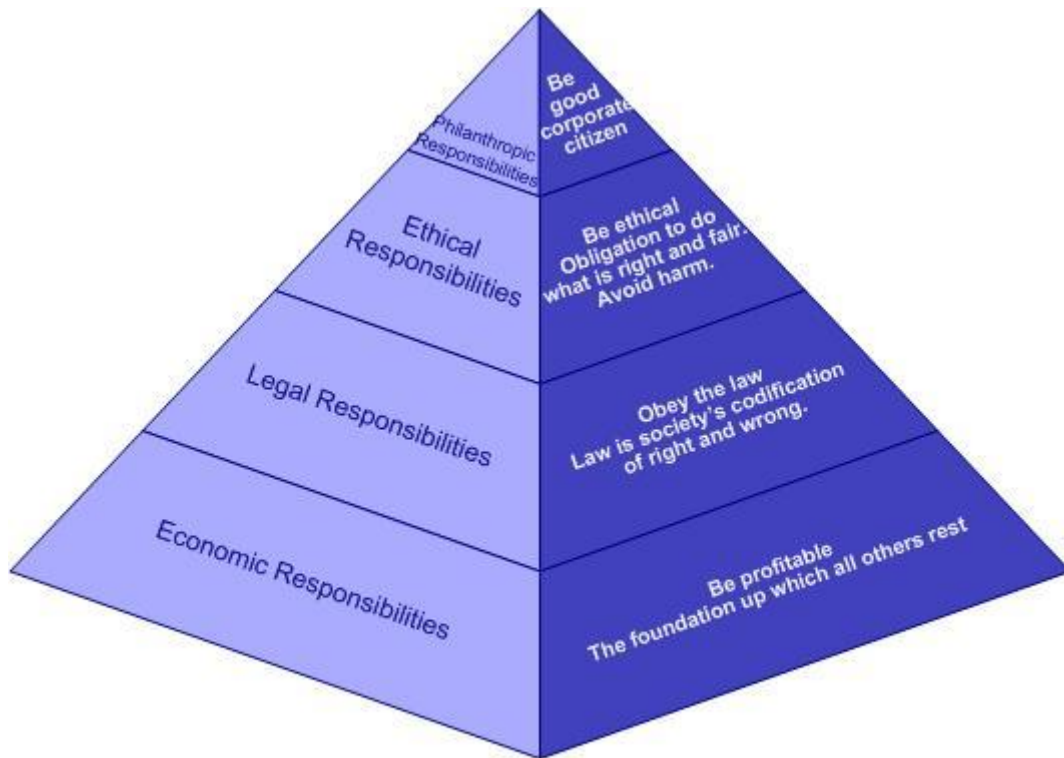 Philanthropic
Responsibilities
Be
good
corporate
citizen
Ethical
Responsibilities
Be ethical
Obligation to do
what is right and fair.
Avoid harm.
Legal Responsibilities
Obey the law
Law is society's codification
of right and wrong.
Economic Responsibilities
Be profitable
The foundation up which all others rest